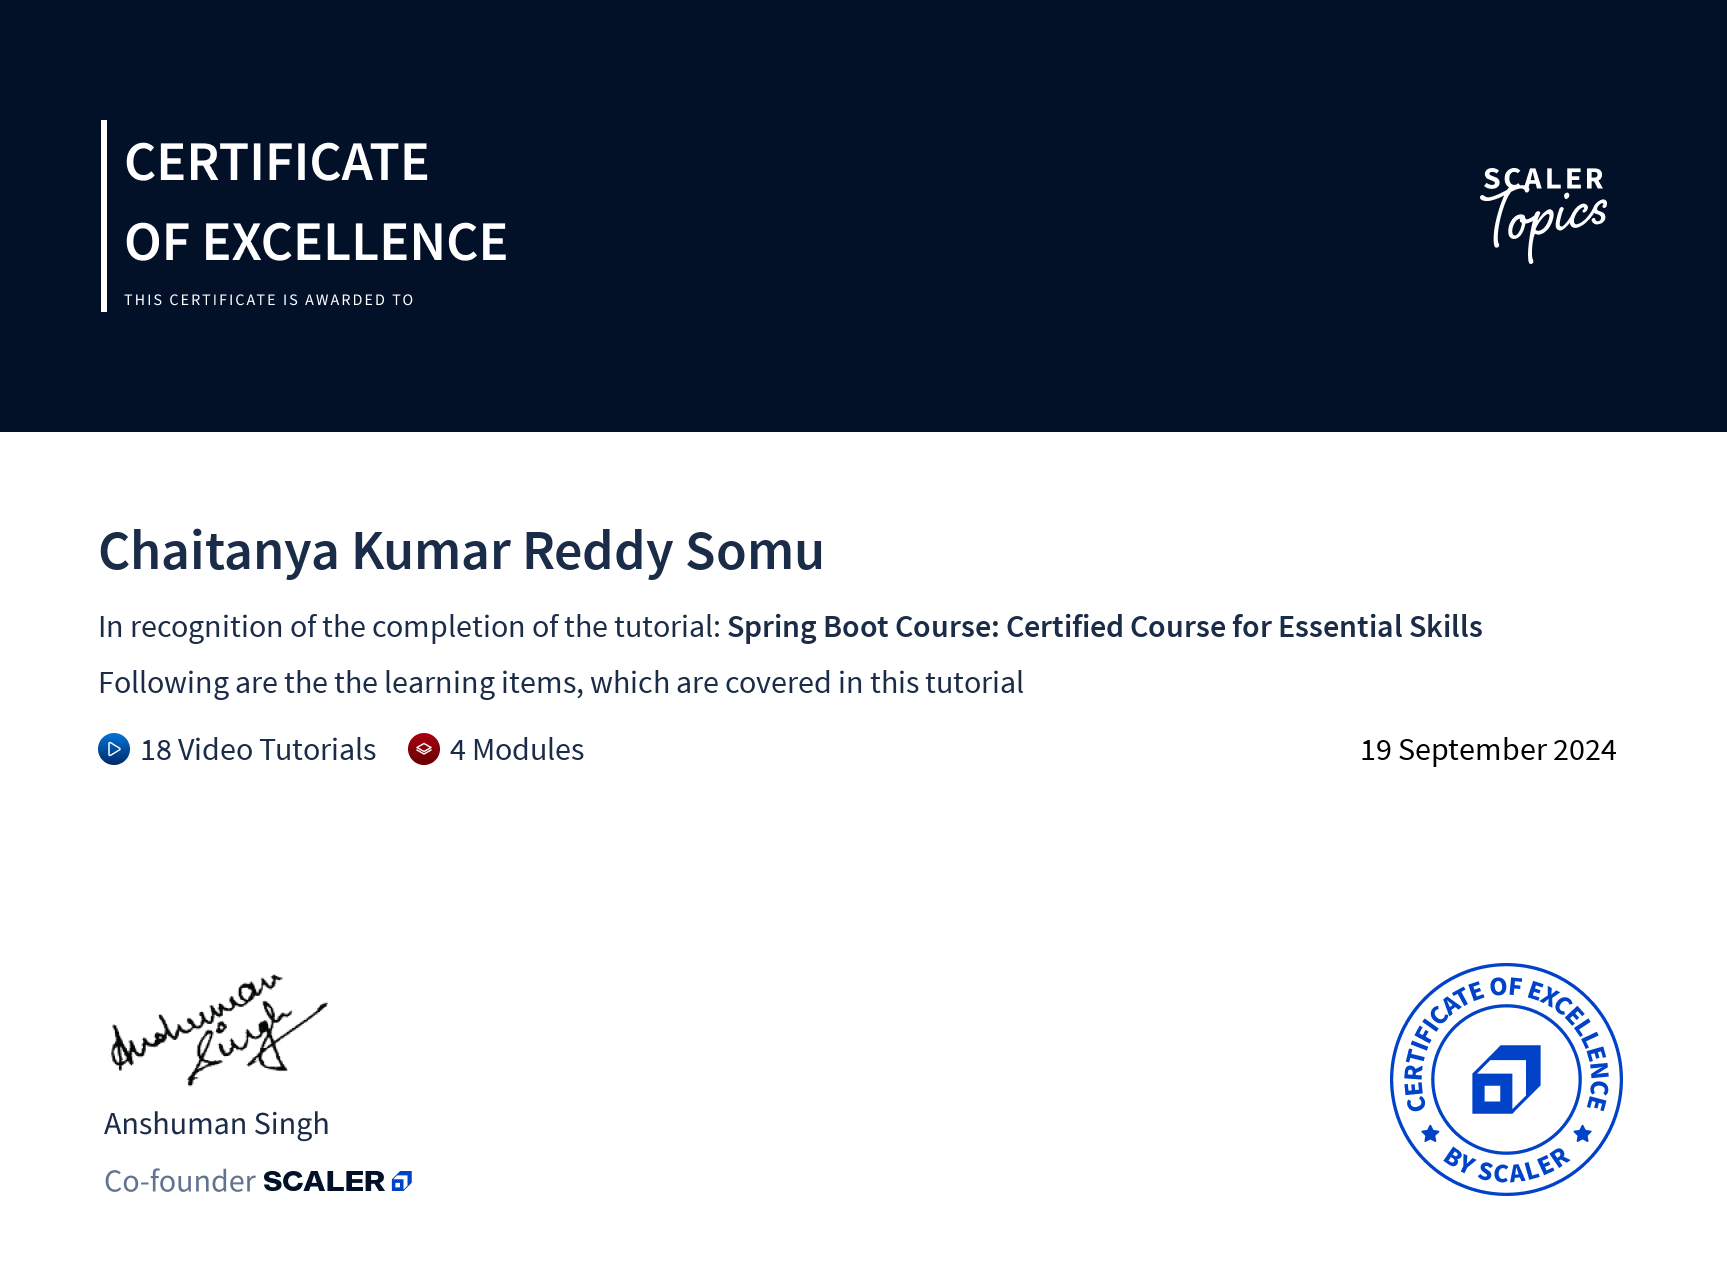 CERTIFICATE
OF EXCELLENCE
THIS CERTIFICATE IS AWARDED TO
SCALER
Topics
Chaitanya Kumar Reddy Somu
In recognition of the completion of the tutorial: Spring Boot Course: Certified Course for Essential Skills
Following are the the learning items, which are covered in this tutorial
18 Video Tutorials 4 Modules 19 September 2024
Anshuman
Singh
Anshuman Singh
Co-founder SCALER
CERTIFICATE OF EXCELLENCE
BY SCALER